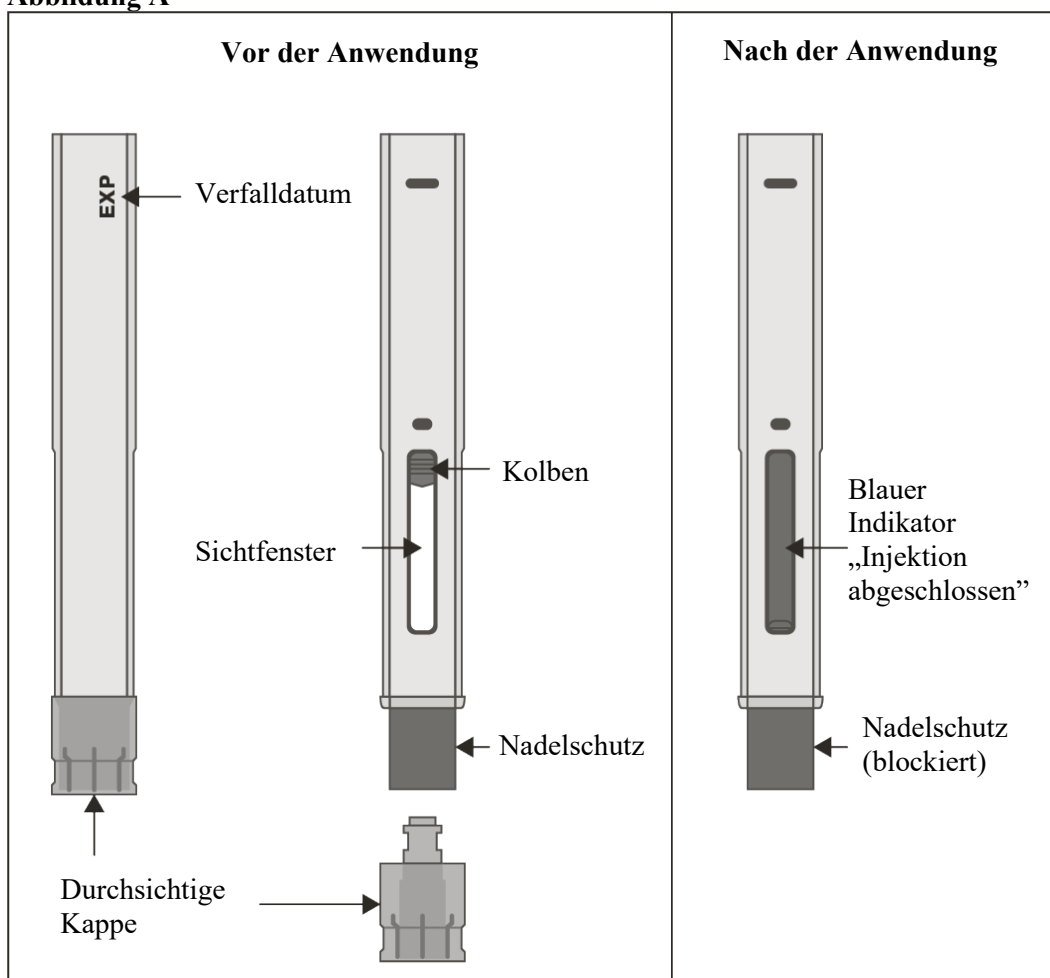 Abbildung A
Vor der Anwendung
Nach der Anwendung
EXP
Verfalldatum
Kolben
Sichtfenster
Nadelschutz
Durchsichtige
Kappe
Blauer
Indikator
„Injektion
abgeschlossen”
Nadelschutz
(blockiert)